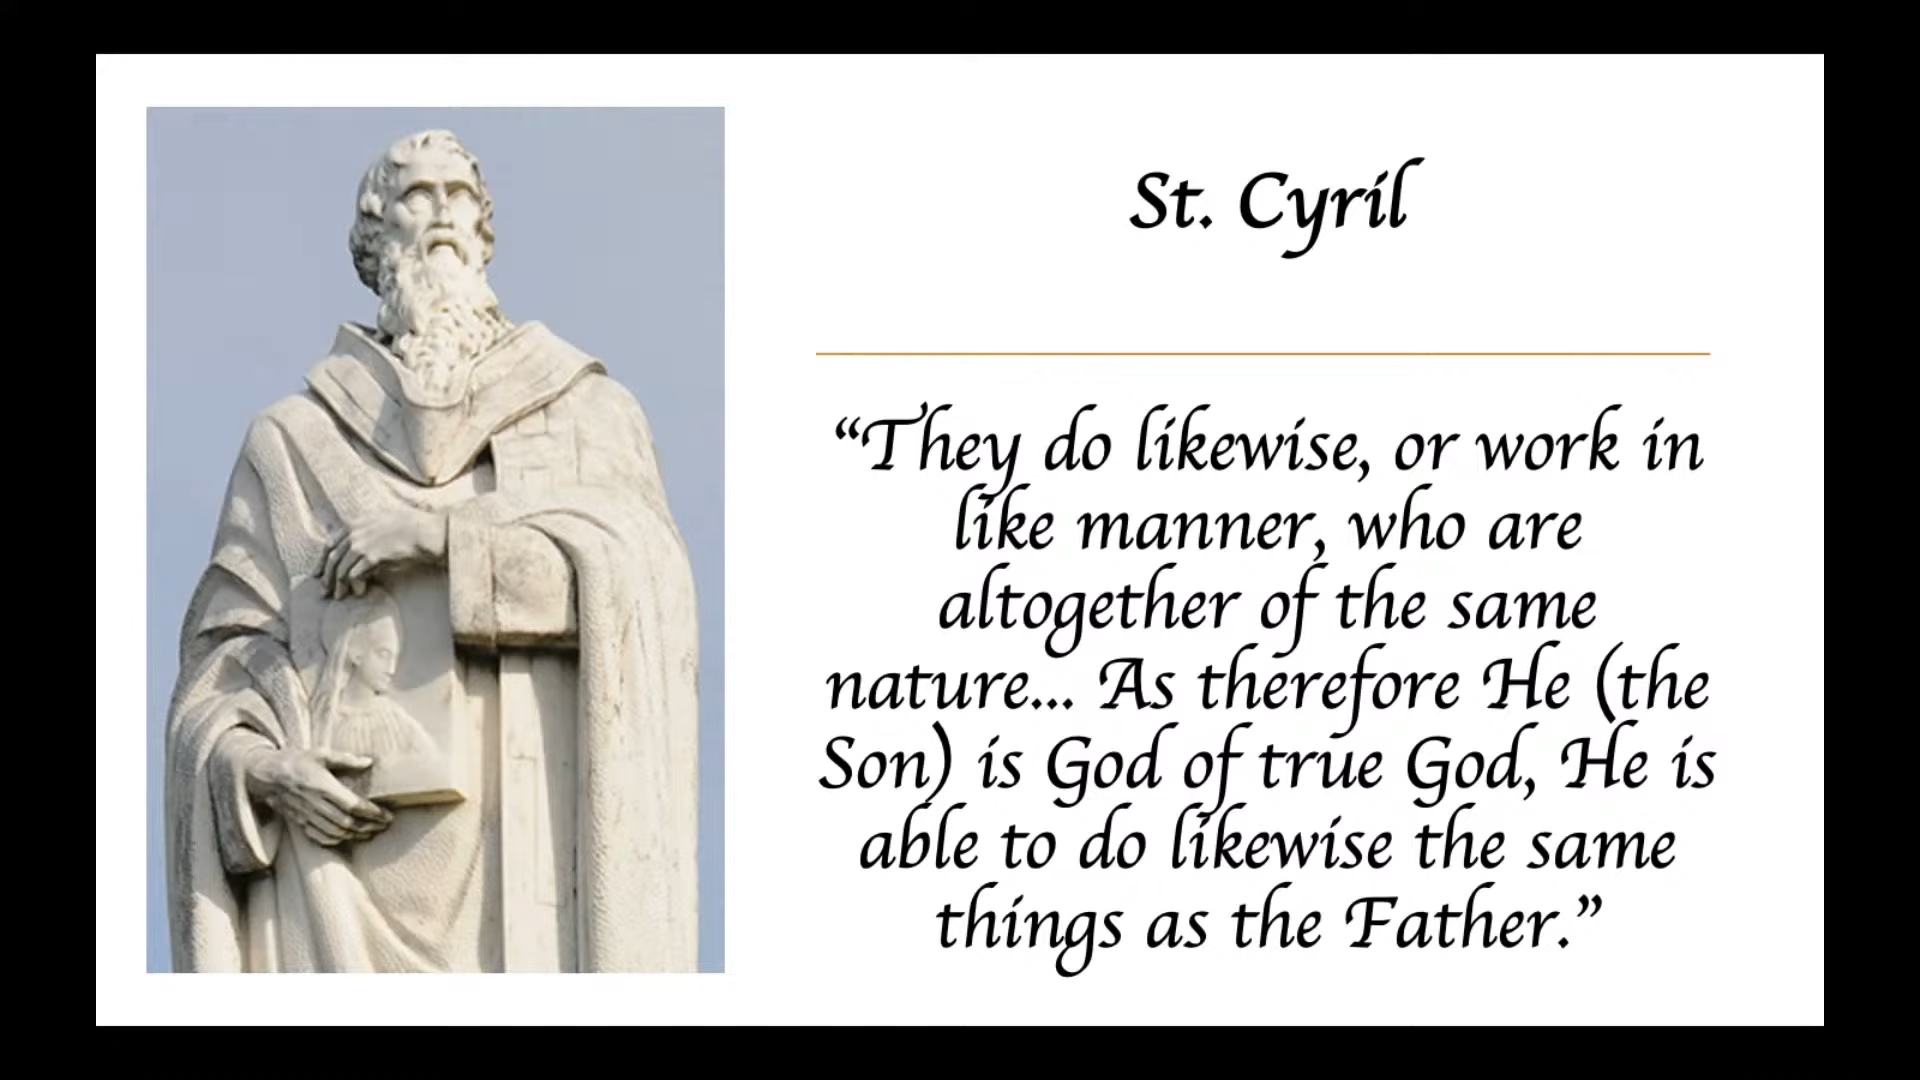 St. Cyril
“They do likewise, or work in
like manner, who are
altogether of the same
nature... As therefore He (the
Son) is God of true God, He is
able to do likewise the same
things as the Father.”